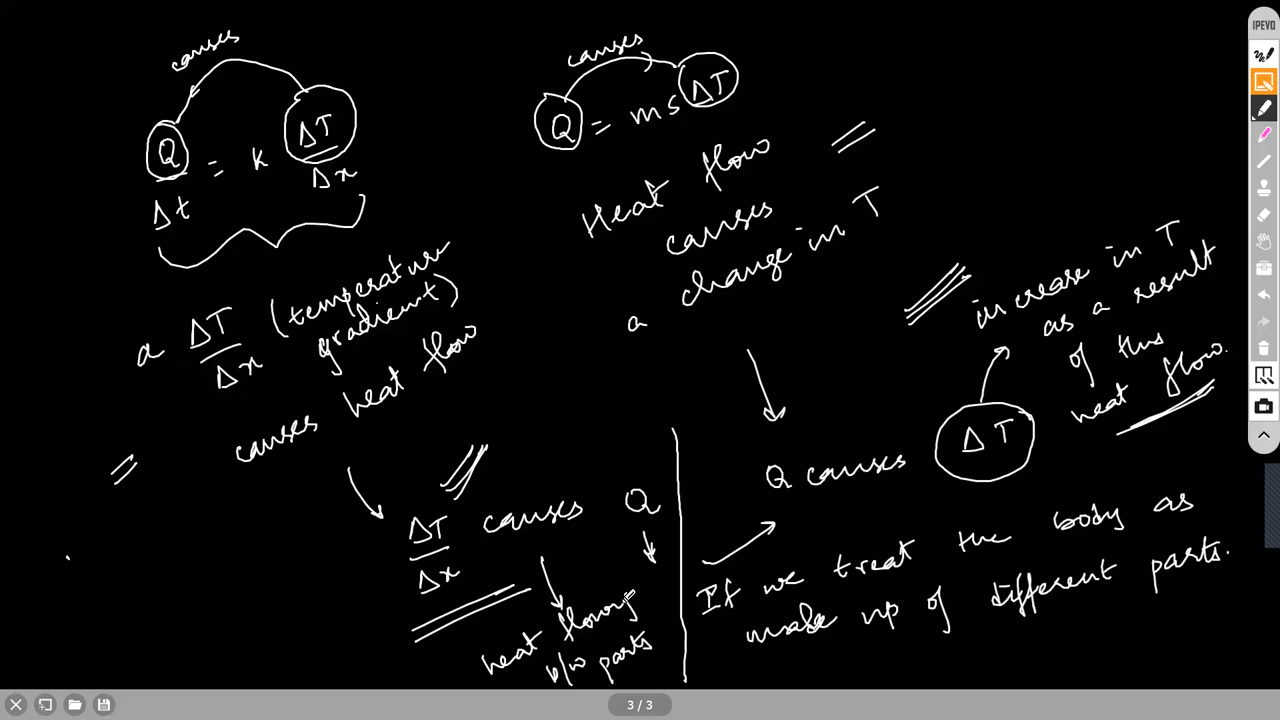 causes
Q/Δt = k ΔT/Δx
a ΔT/Δx (temperature
gradient)
causes heat flow
ΔT/Δx causes Q
heat flowing
b/w parts
causes
Q = ms ΔT
Heat flow
causes
a change in T
Q causes ΔT
increase in T
as a result
of this
heat flow.
If we treat the body as
made up of different parts.
IPEVO
3 / 3